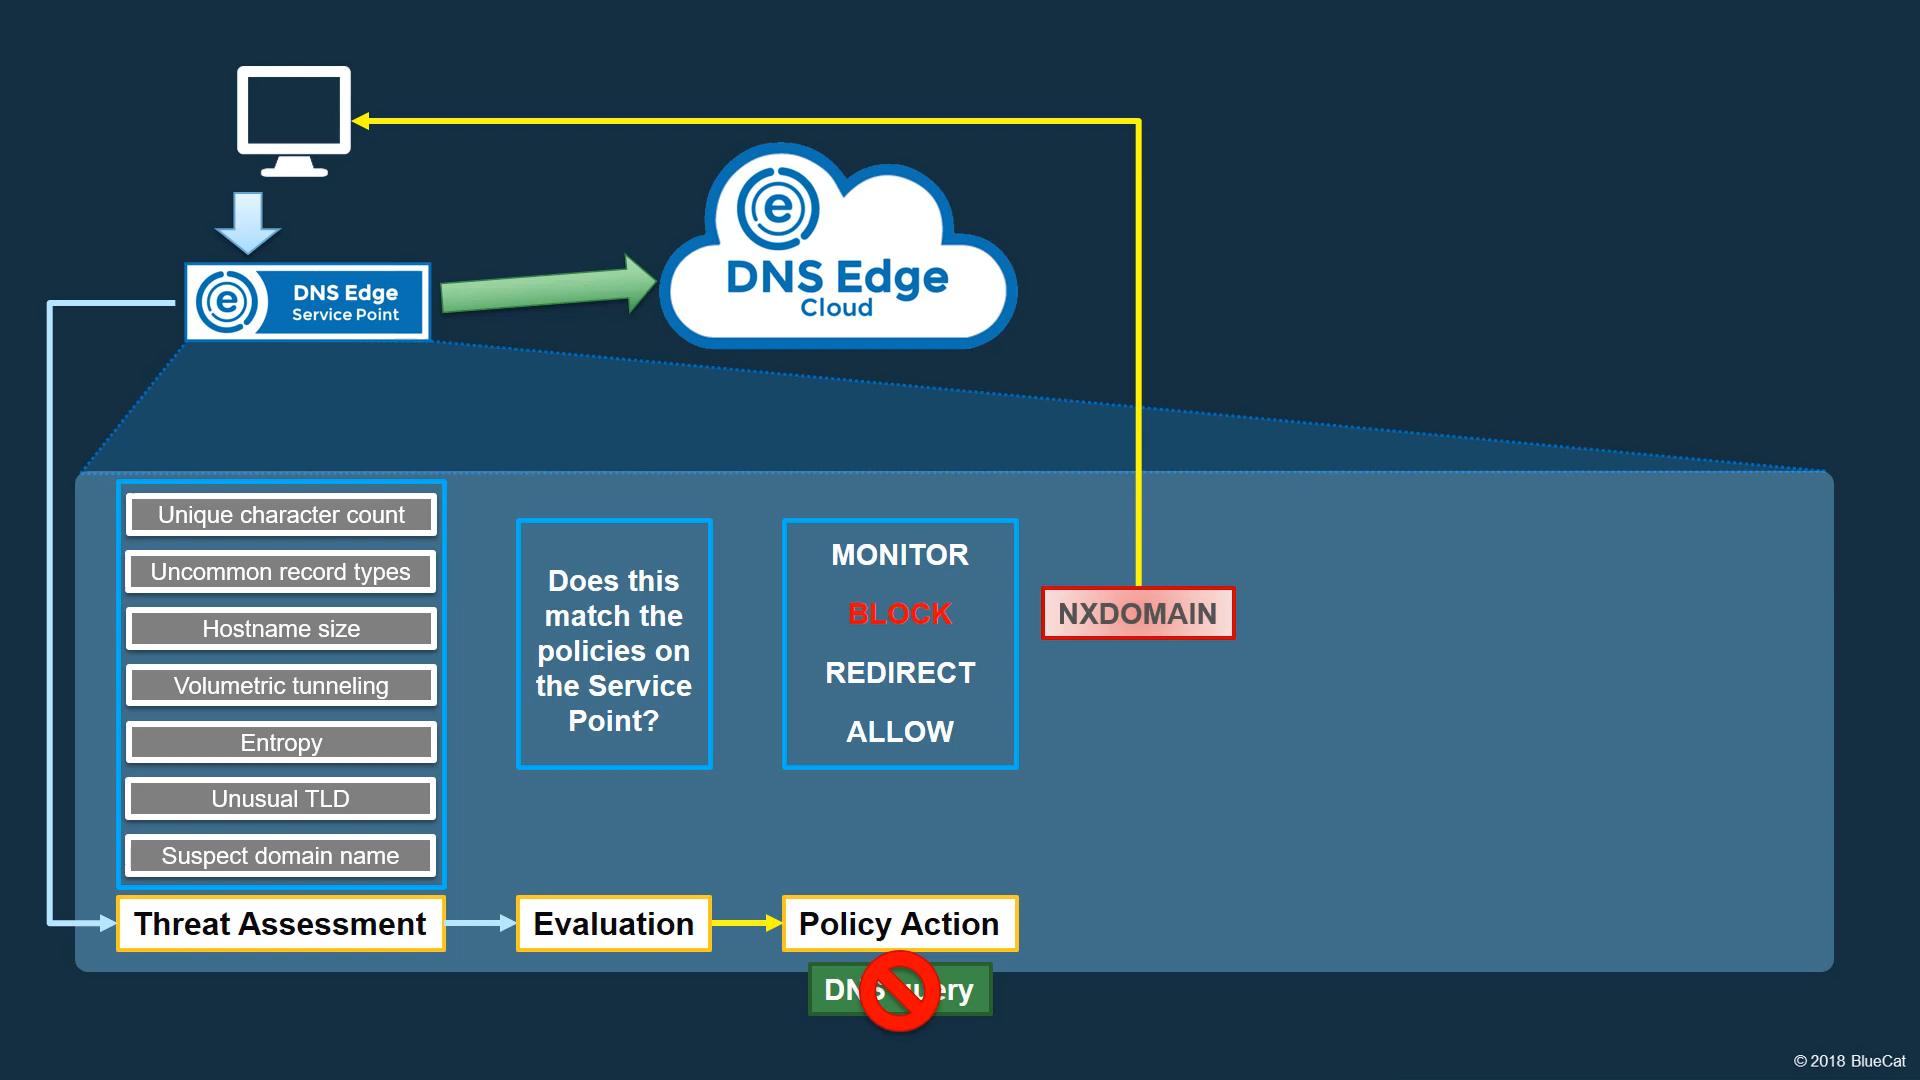 e
DNS Edge
Cloud
e
DNS Edge
Service Point
Unique character count
Uncommon record types
Hostname size
Volumetric tunneling
Entropy
Unusual TLD
Suspect domain name
Does this
match the
policies on
the Service
Point?
MONITOR
BLOCK
REDIRECT
ALLOW
NXDOMAIN
Threat Assessment
Evaluation
Policy Action
DNS query
© 2018 BlueCat